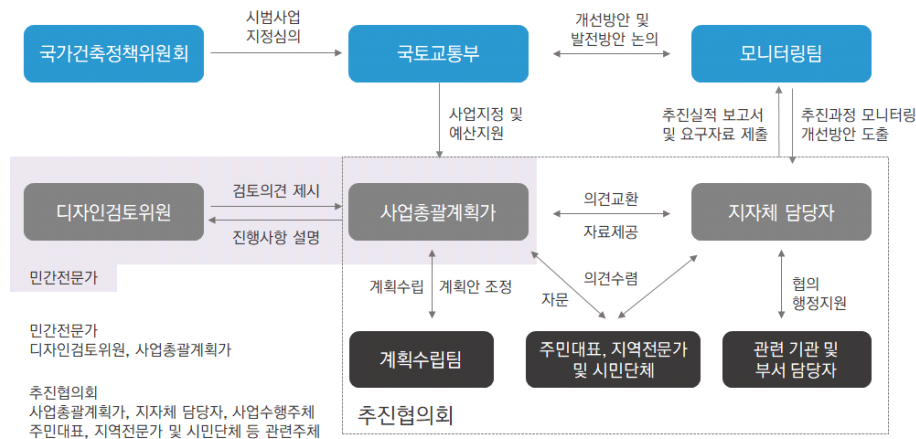 시범사업
지정심의
개선방안 및
발전방안 논의
국가건축정책위원회
국토교통부
모니터링팀
사업지정 및
예산지원
추진실적 보고서
및 요구자료 제출
추진과정 모니터링
개선방안 도출
디자인검토위원
검토의견 제시
진행사항 설명
사업총괄계획가
의견교환
자료제공
지자체 담당자
민간전문가
계획수립
계획안 조정
자문
의견수렴
협의
행정지원
민간전문가
디자인검토위원, 사업총괄계획가
계획수립팀
주민대표, 지역전문가
및 시민단체
관련 기관 및
부서 담당자
추진협의회
사업총괄계획가, 지자체 담당자, 사업수행주체
주민대표, 지역전문가 및 시민단체 등 관련주체
추진협의회